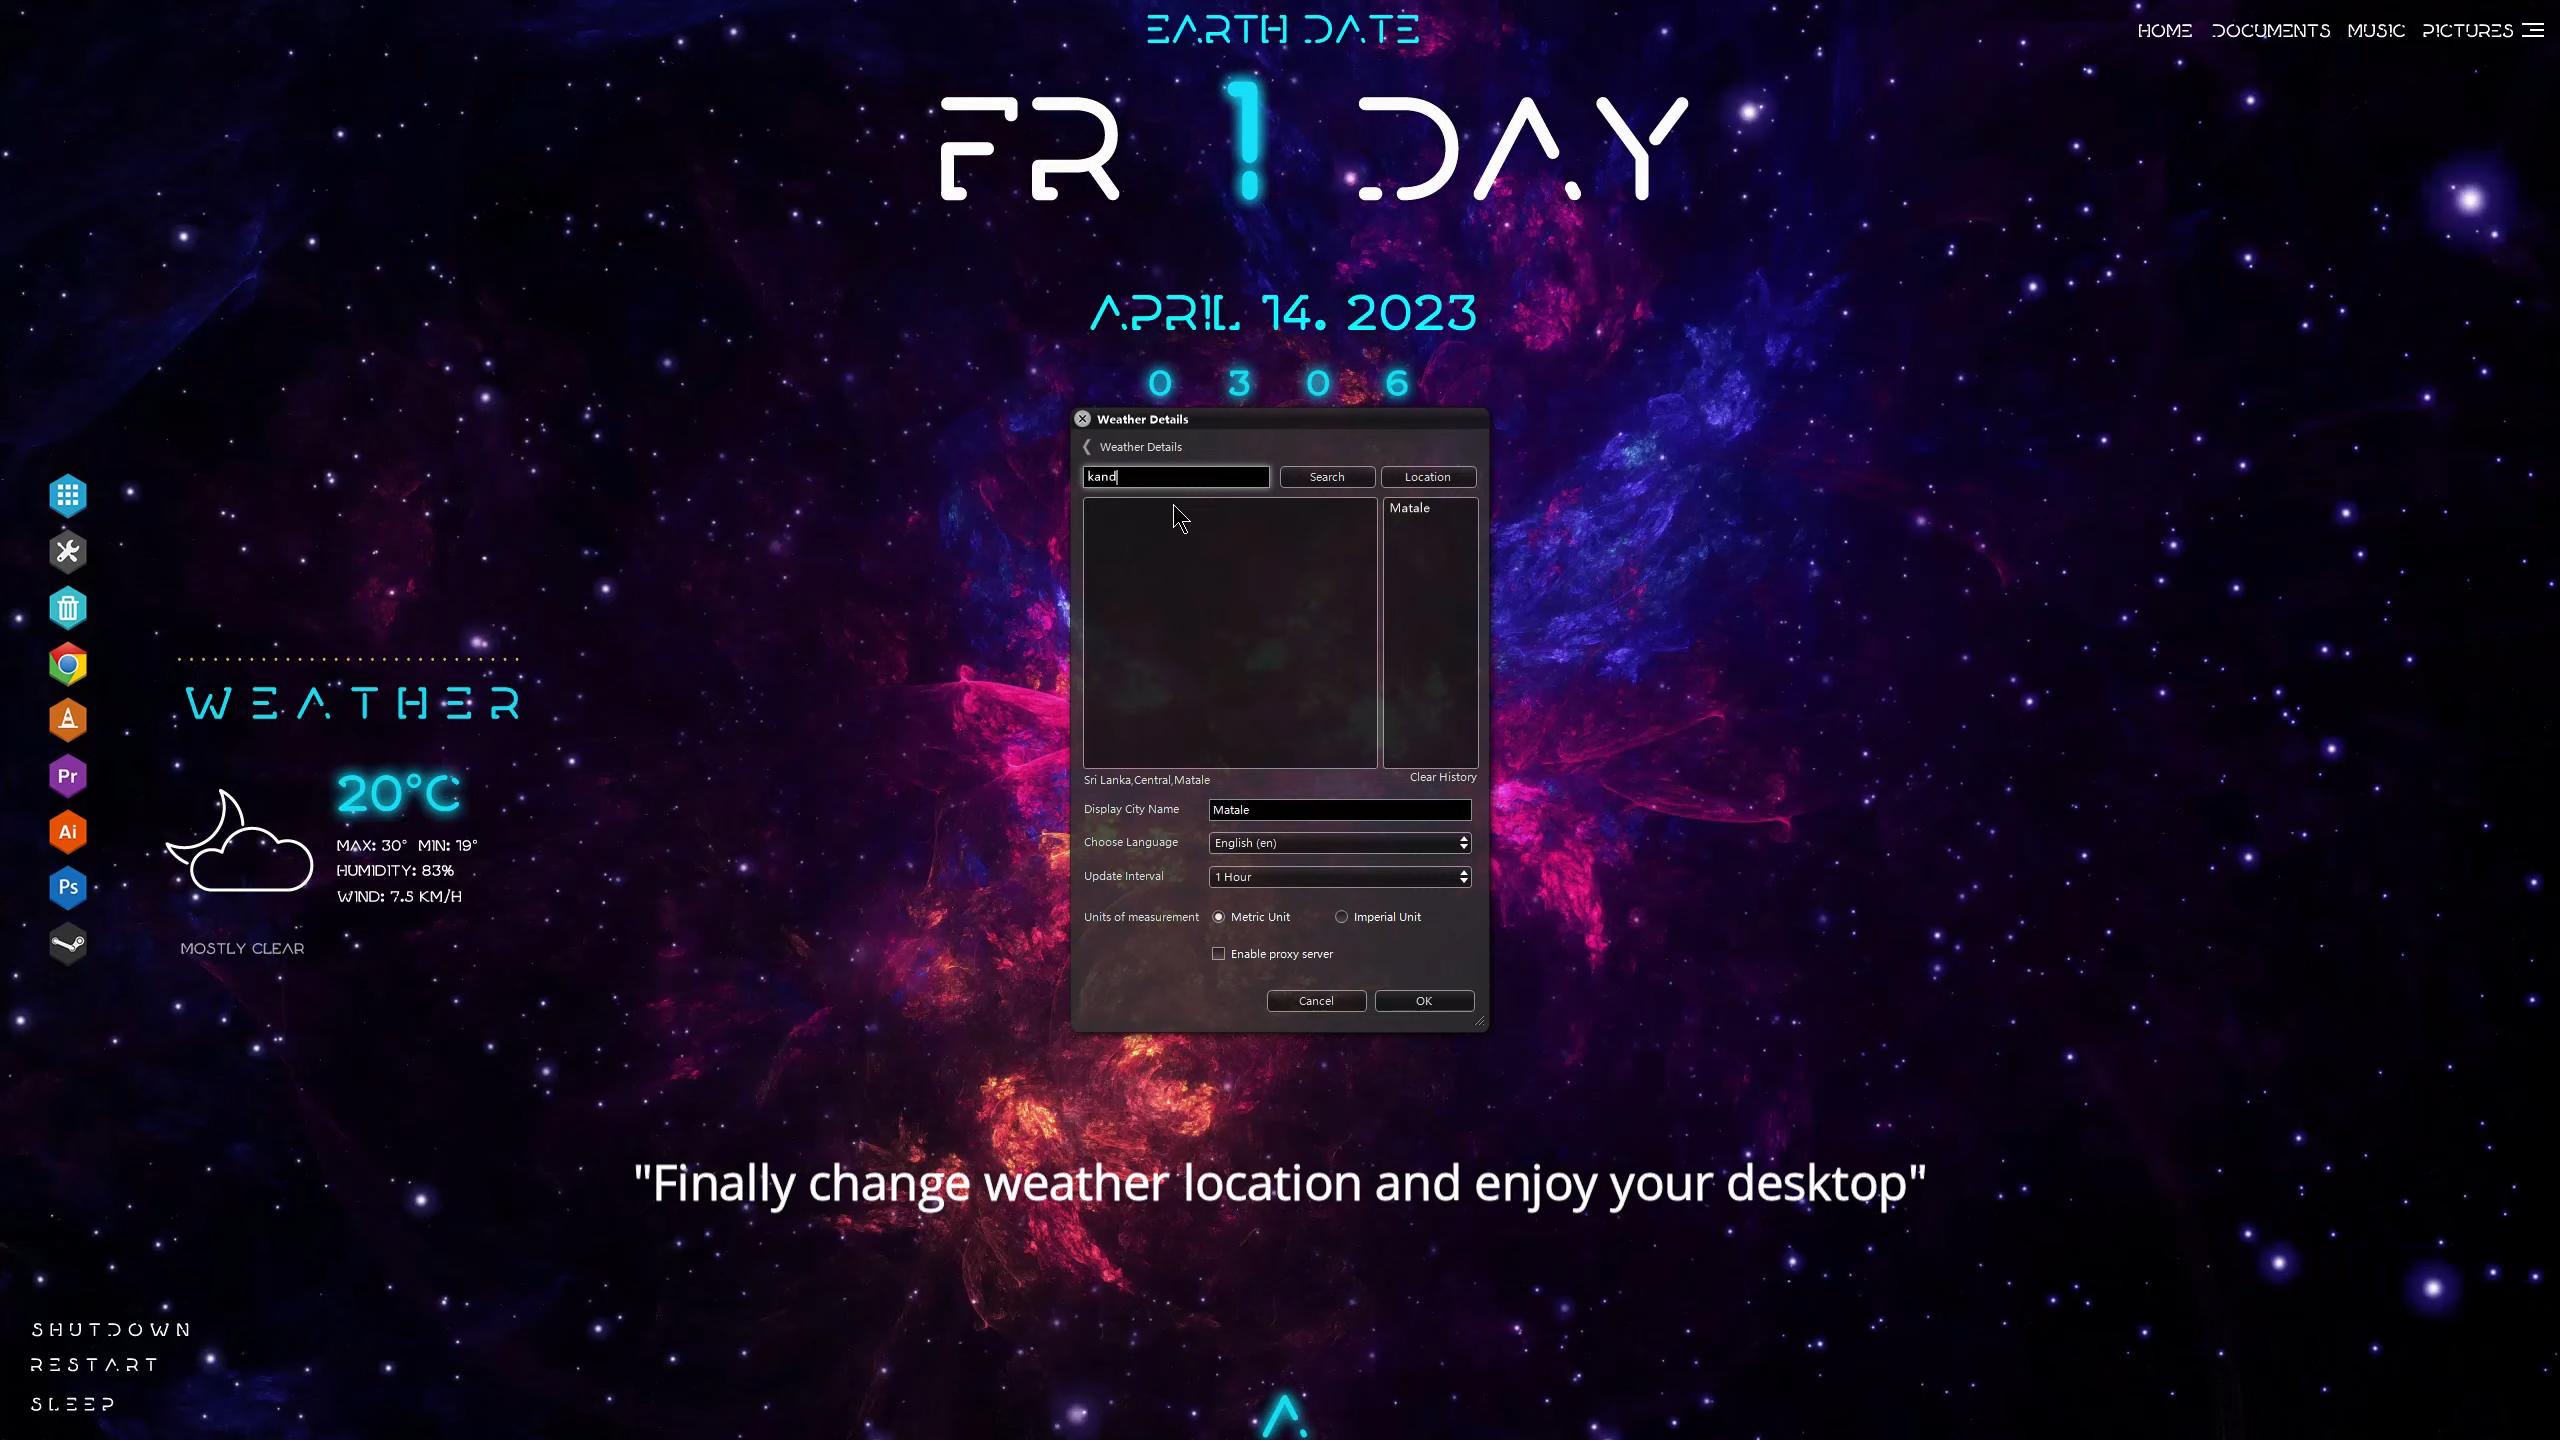 EARTH DATE
HOME DOCUMENTS MUSIC PICTURES
FR1DAY
APRIL 14. 2023
0 3 0 6
Weather Details
Weather Details
kand
Search
Location
Matale
Sri Lanka,Central,Matale
Clear History
Display City Name
Matale
Choose Language
English (en)
Update Interval
1 Hour
Units of measurement
Metric Unit
Imperial Unit
Enable proxy server
Cancel
OK
WEATHER
20°C
MAX: 30° MIN: 19°
HUMIDITY: 83%
WIND: 7.5 KM/H
MOSTLY CLEAR
Pr
Ai
Ps
"Finally change weather location and enjoy your desktop"
SHUTDOWN
RESTART
SLEEP